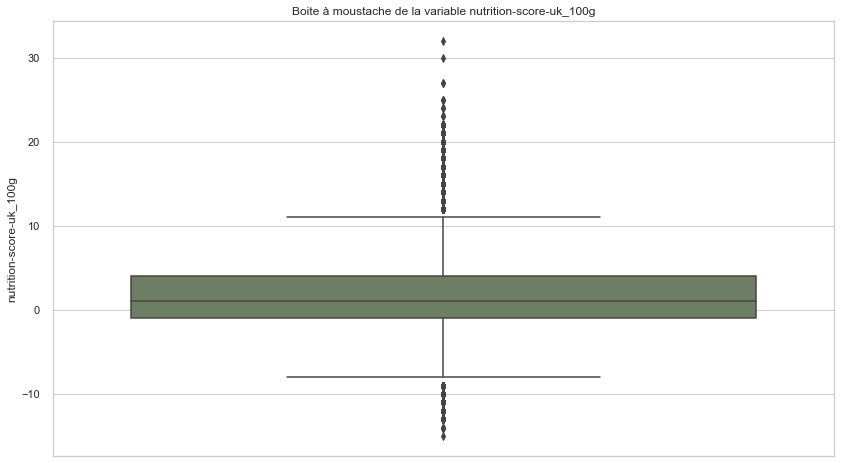 Boite à moustache de la variable nutrition-score-uk_100g
30
20
10
0
−10
nutrition-score-uk_100g